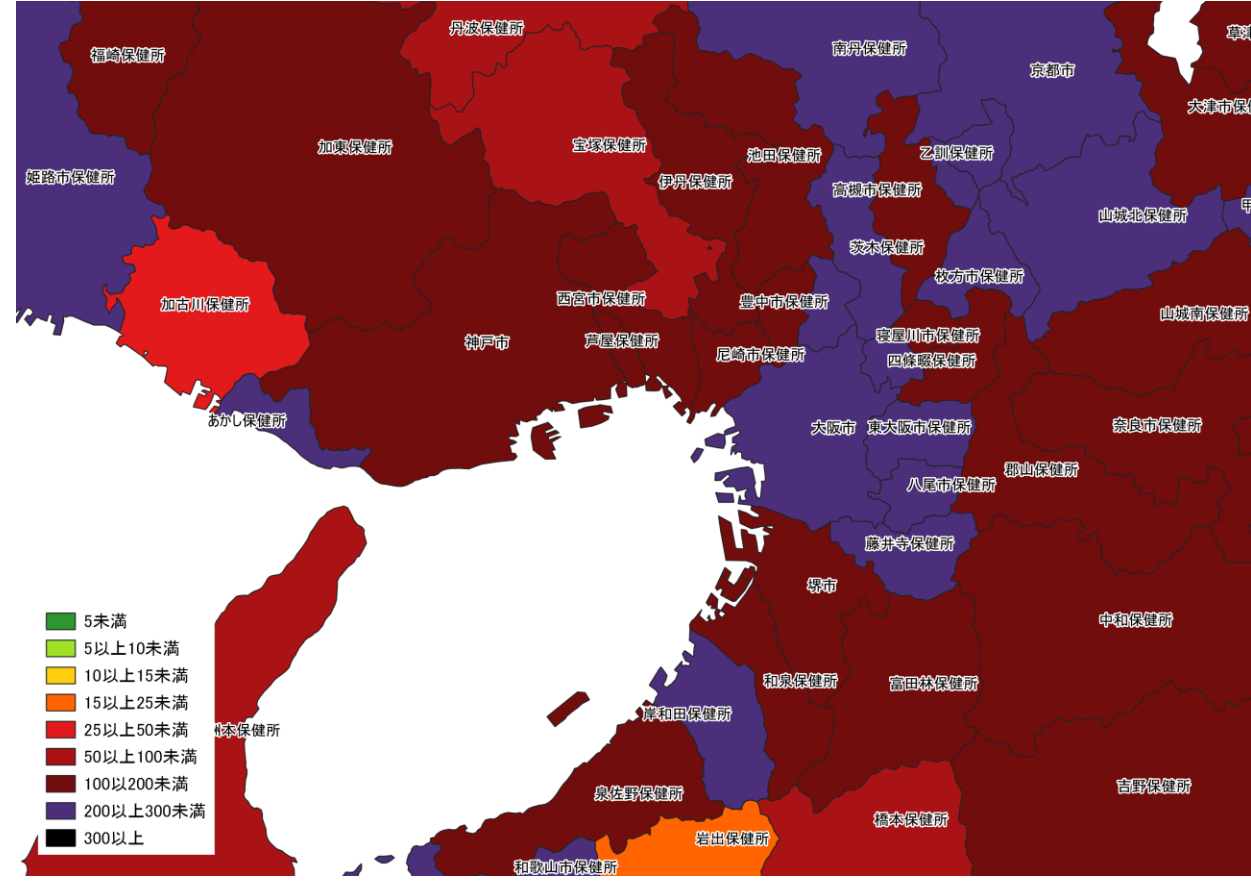 丹波保健所
福崎保健所
南丹保健所
京都市
草津
大津市保健
加東保健所
宝塚保健所
池田保健所
乙訓保健所
姫路市保健所
伊丹保健所
高槻市保健所
山城北保健所
甲
茨木保健所
枚方市保健所
加古川保健所
西宮市保健所
豊中市保健所
山城南保健所
神戸市
芦屋保健所
寝屋川市保健所
尼崎市保健所
四條畷保健所
あかし保健所
大阪市
東大阪市保健所
奈良市保健所
郡山保健所
八尾市保健所
藤井寺保健所
堺市
中和保健所
和泉保健所
富田林保健所
岸和田保健所
洲本保健所
泉佐野保健所
吉野保健所
橋本保健所
岩出保健所
和歌山市保健所
5未満
5以上10未満
10以上15未満
15以上25未満
25以上50未満
50以上100未満
100以200未満
200以上300未満
300以上